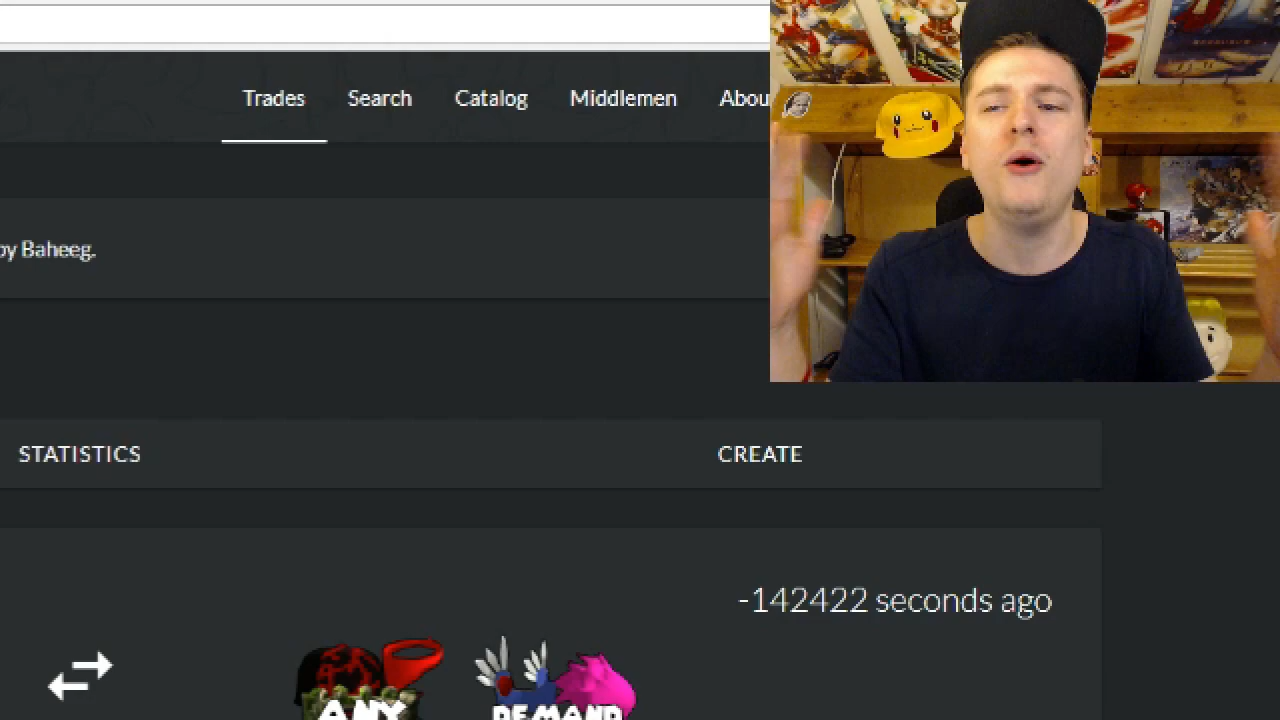 Trades Search Catalog Middlemen Abou
by Baheeg.
STATISTICS CREATE
-142422 seconds ago
ANY DEMAND